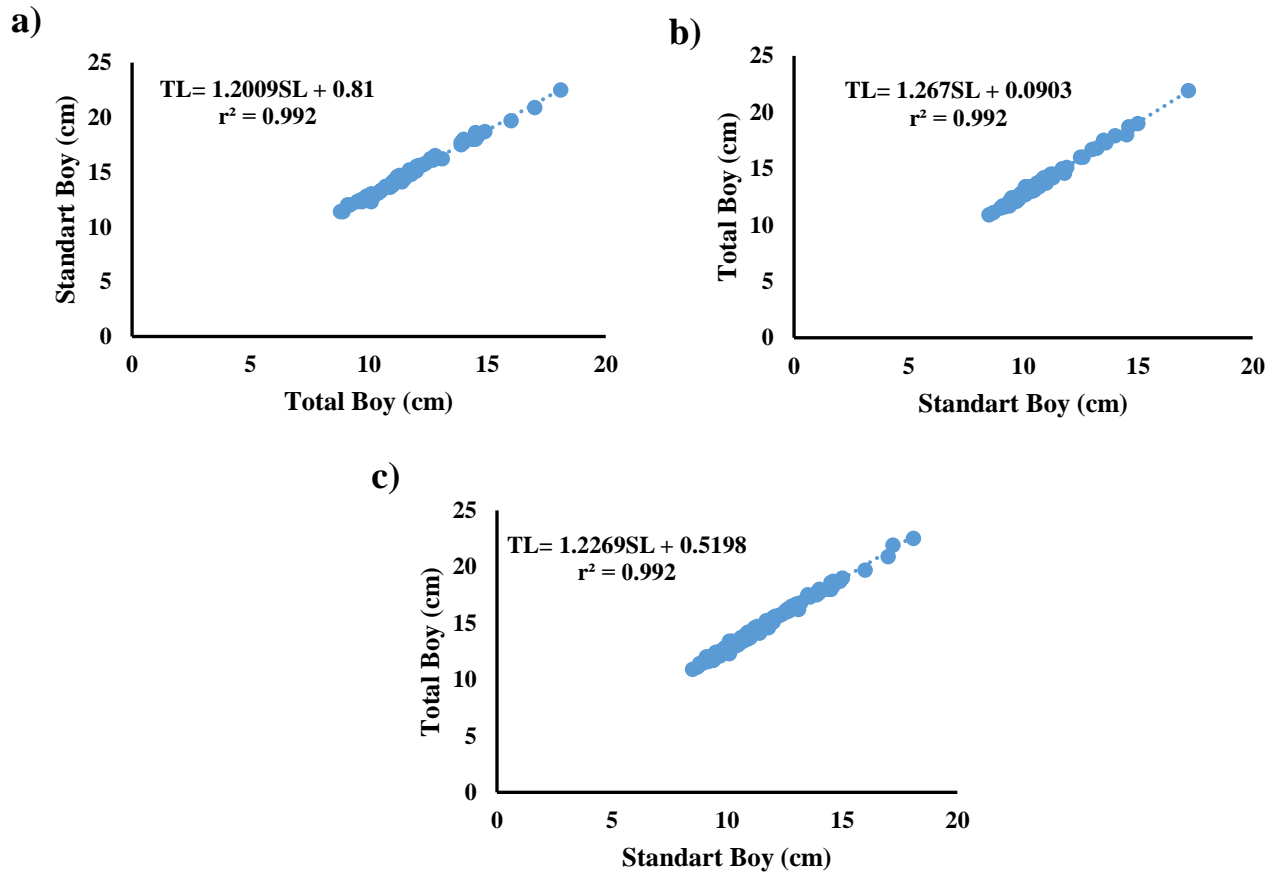 a)
TL= 1.2009SL + 0.81
r² = 0.992
Standart Boy (cm)
25
20
15
10
5
0
0 5 10 15 20
Total Boy (cm)
b)
TL= 1.267SL + 0.0903
r² = 0.992
Total Boy (cm)
25
20
15
10
5
0
0 5 10 15 20
Standart Boy (cm)
c)
TL= 1.2269SL + 0.5198
r² = 0.992
Total Boy (cm)
25
20
15
10
5
0
0 5 10 15 20
Standart Boy (cm)